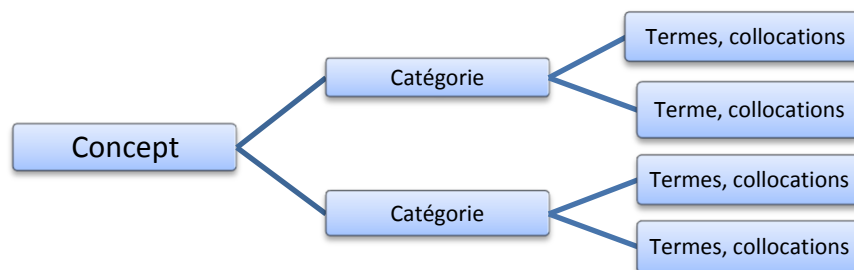 Termes, collocations
Catégorie
Terme, collocations
Concept
Termes, collocations
Catégorie
Termes, collocations